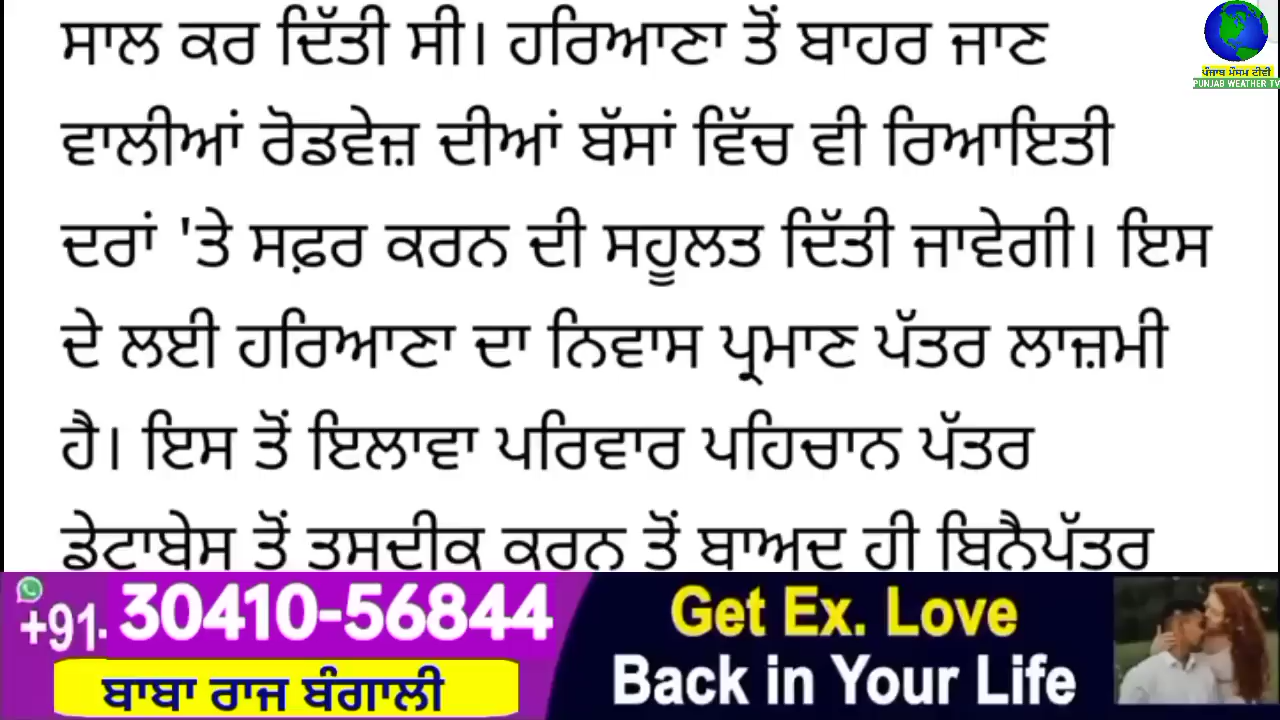 ਸਾਲ ਕਰ ਦਿੱਤੀ ਸੀ। ਹਰਿਆਣਾ ਤੋਂ ਬਾਹਰ ਜਾਣ
ਵਾਲੀਆਂ ਰੋਡਵੇਜ਼ ਦੀਆਂ ਬੱਸਾਂ ਵਿੱਚ ਵੀ ਰਿਆਇਤੀ
ਦਰਾਂ 'ਤੇ ਸਫ਼ਰ ਕਰਨ ਦੀ ਸਹੂਲਤ ਦਿੱਤੀ ਜਾਵੇਗੀ। ਇਸ
ਦੇ ਲਈ ਹਰਿਆਣਾ ਦਾ ਨਿਵਾਸ ਪ੍ਰਮਾਣ ਪੱਤਰ ਲਾਜ਼ਮੀ
ਹੈ। ਇਸ ਤੋਂ ਇਲਾਵਾ ਪਰਿਵਾਰ ਪਹਿਚਾਨ ਪੱਤਰ
ਡੇਟਾਬੇਸ ਤੋਂ ਤਸਦੀਕ ਕਰਨ ਤੋਂ ਬਾਅਦ ਹੀ ਬਿਨੈਪੱਤਰ
ਪੰਜਾਬ ਮੌਸਮ ਟੀਵੀ
PUNJAB WEATHER TV
+91- 30410-56844
ਬਾਬਾ ਰਾਜ ਬੰਗਾਲੀ
Get Ex. Love
Back in Your Life